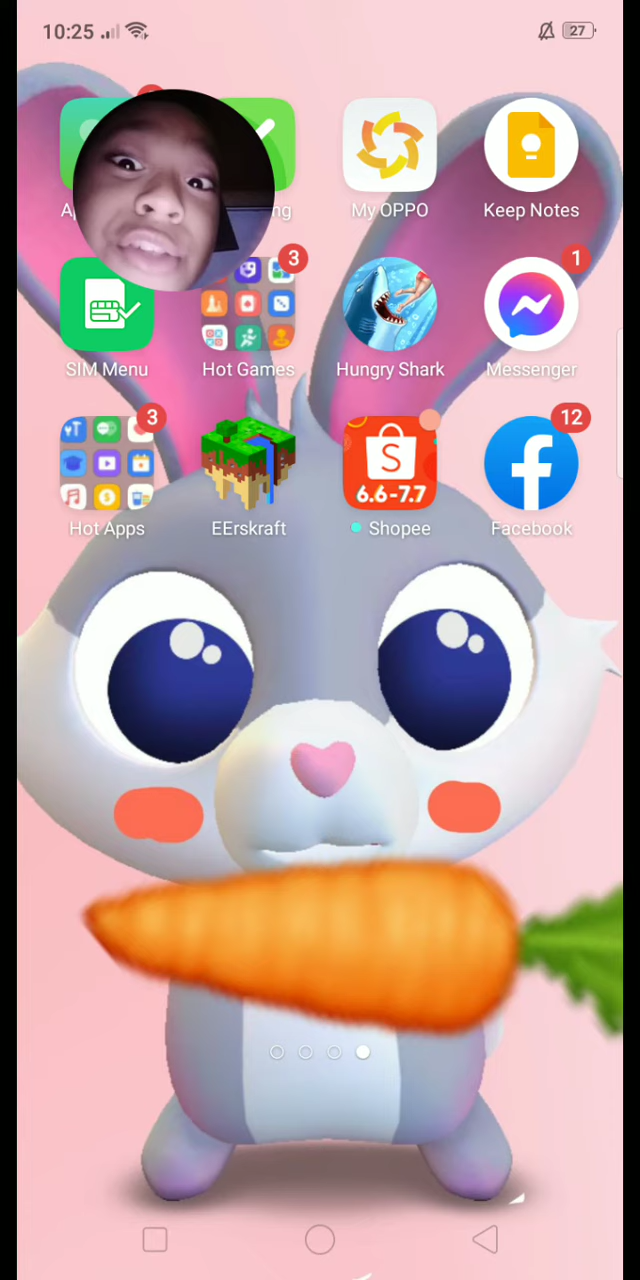 10:25
27
My OPPO
Keep Notes
3
1
SIM Menu
Hot Games
Hungry Shark
Messenger
3
S
6.6-7.7
12
Hot Apps
EErskraft
Shopee
Facebook